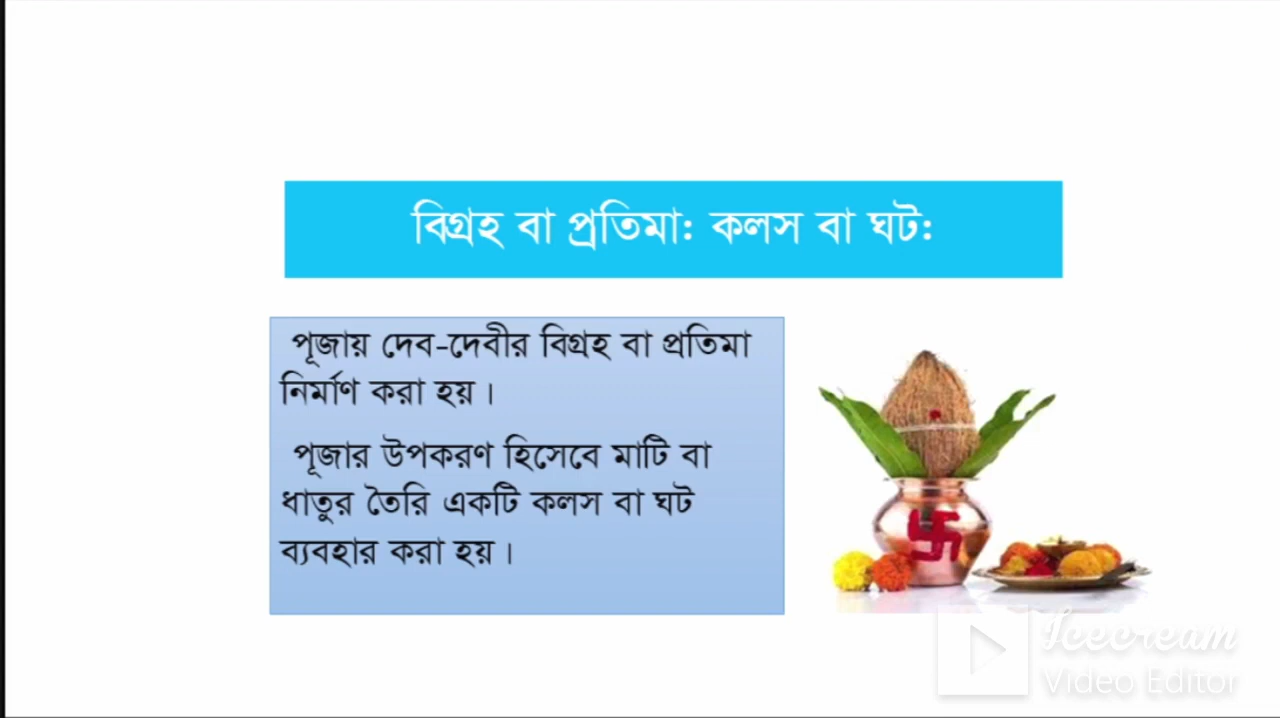 বিগ্রহ বা প্রতিমা: কলস বা ঘট:
পূজায় দেব-দেবীর বিগ্রহ বা প্রতিমা
নির্মাণ করা হয়।
পূজার উপকরণ হিসেবে মাটি বা
ধাতুর তৈরি একটি কলস বা ঘট
ব্যবহার করা হয়।
Icecream
Video Editor